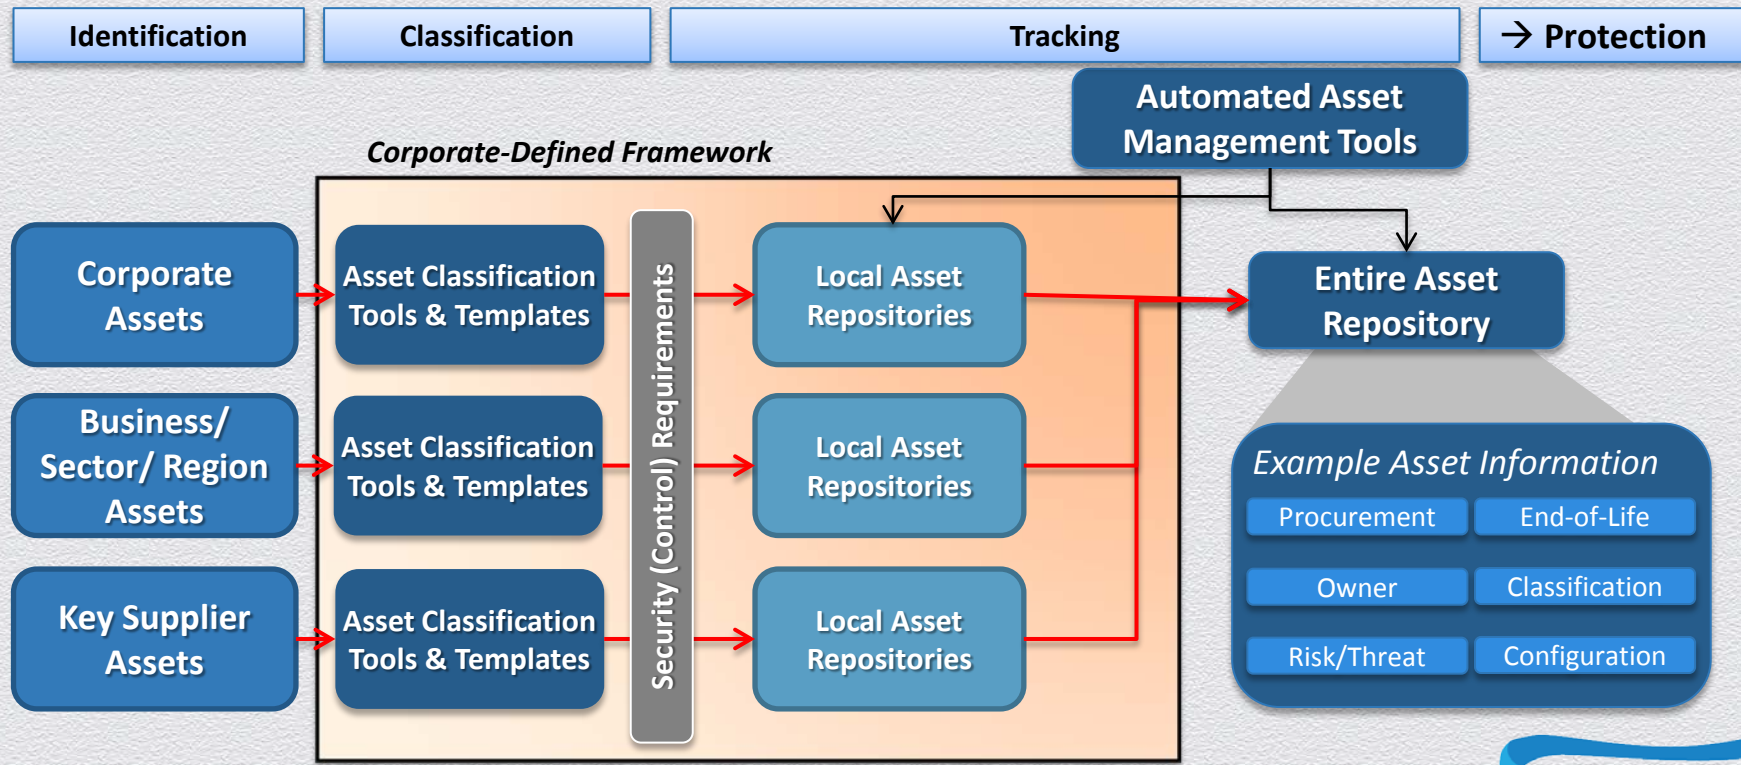 Identification
Classification
Tracking
→ Protection
Automated Asset
Management Tools
Corporate-Defined Framework
Corporate
Assets
Asset Classification
Tools & Templates
Security (Control) Requirements
Local Asset
Repositories
Entire Asset
Repository
Business/
Sector/ Region
Assets
Asset Classification
Tools & Templates
Local Asset
Repositories
Example Asset Information
Procurement
End-of-Life
Owner
Classification
Risk/Threat
Configuration
Key Supplier
Assets
Asset Classification
Tools & Templates
Local Asset
Repositories